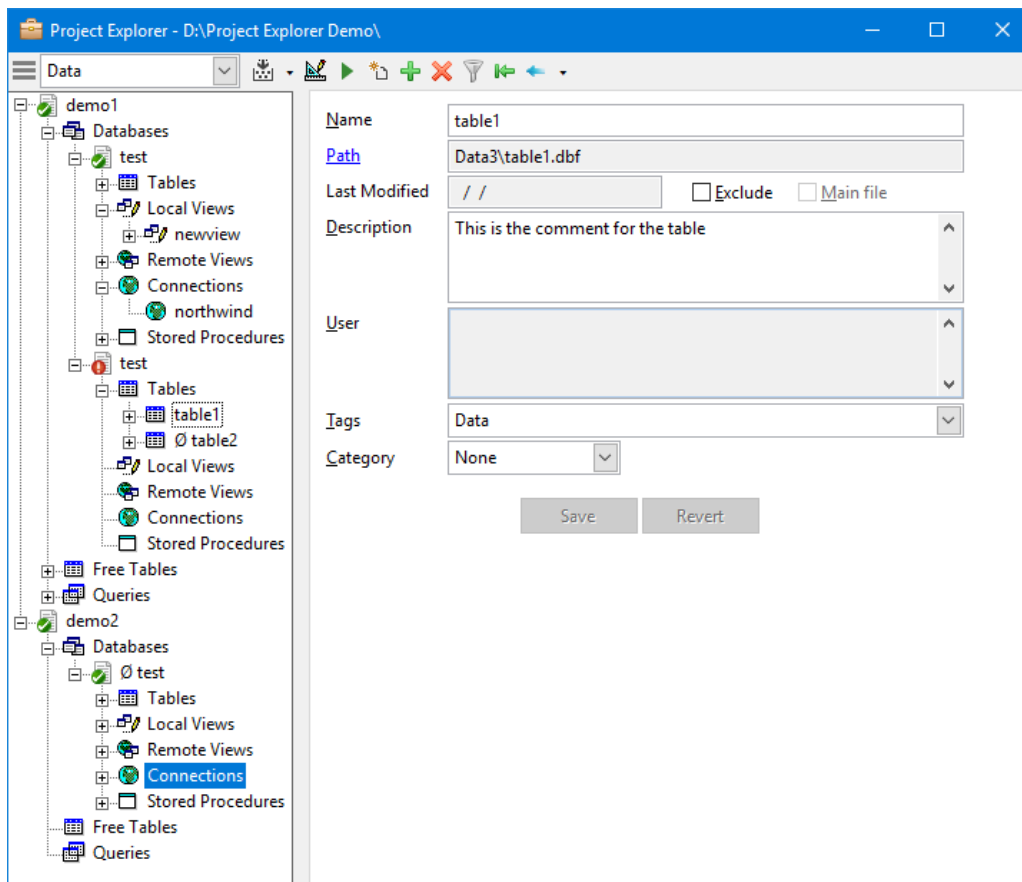 Project Explorer - D:\Project Explorer Demo\
Data
demo1
Databases
test
Tables
Local Views
newview
Remote Views
Connections
northwind
Stored Procedures
test
Tables
table1
Ø table2
Local Views
Remote Views
Connections
Stored Procedures
Free Tables
Queries
demo2
Databases
Ø test
Tables
Local Views
Remote Views
Connections
Stored Procedures
Free Tables
Queries
Name table1
Path Data3\table1.dbf
Last Modified / / Exclude Main file
Description This is the comment for the table
User
Tags Data
Category None
Save Revert